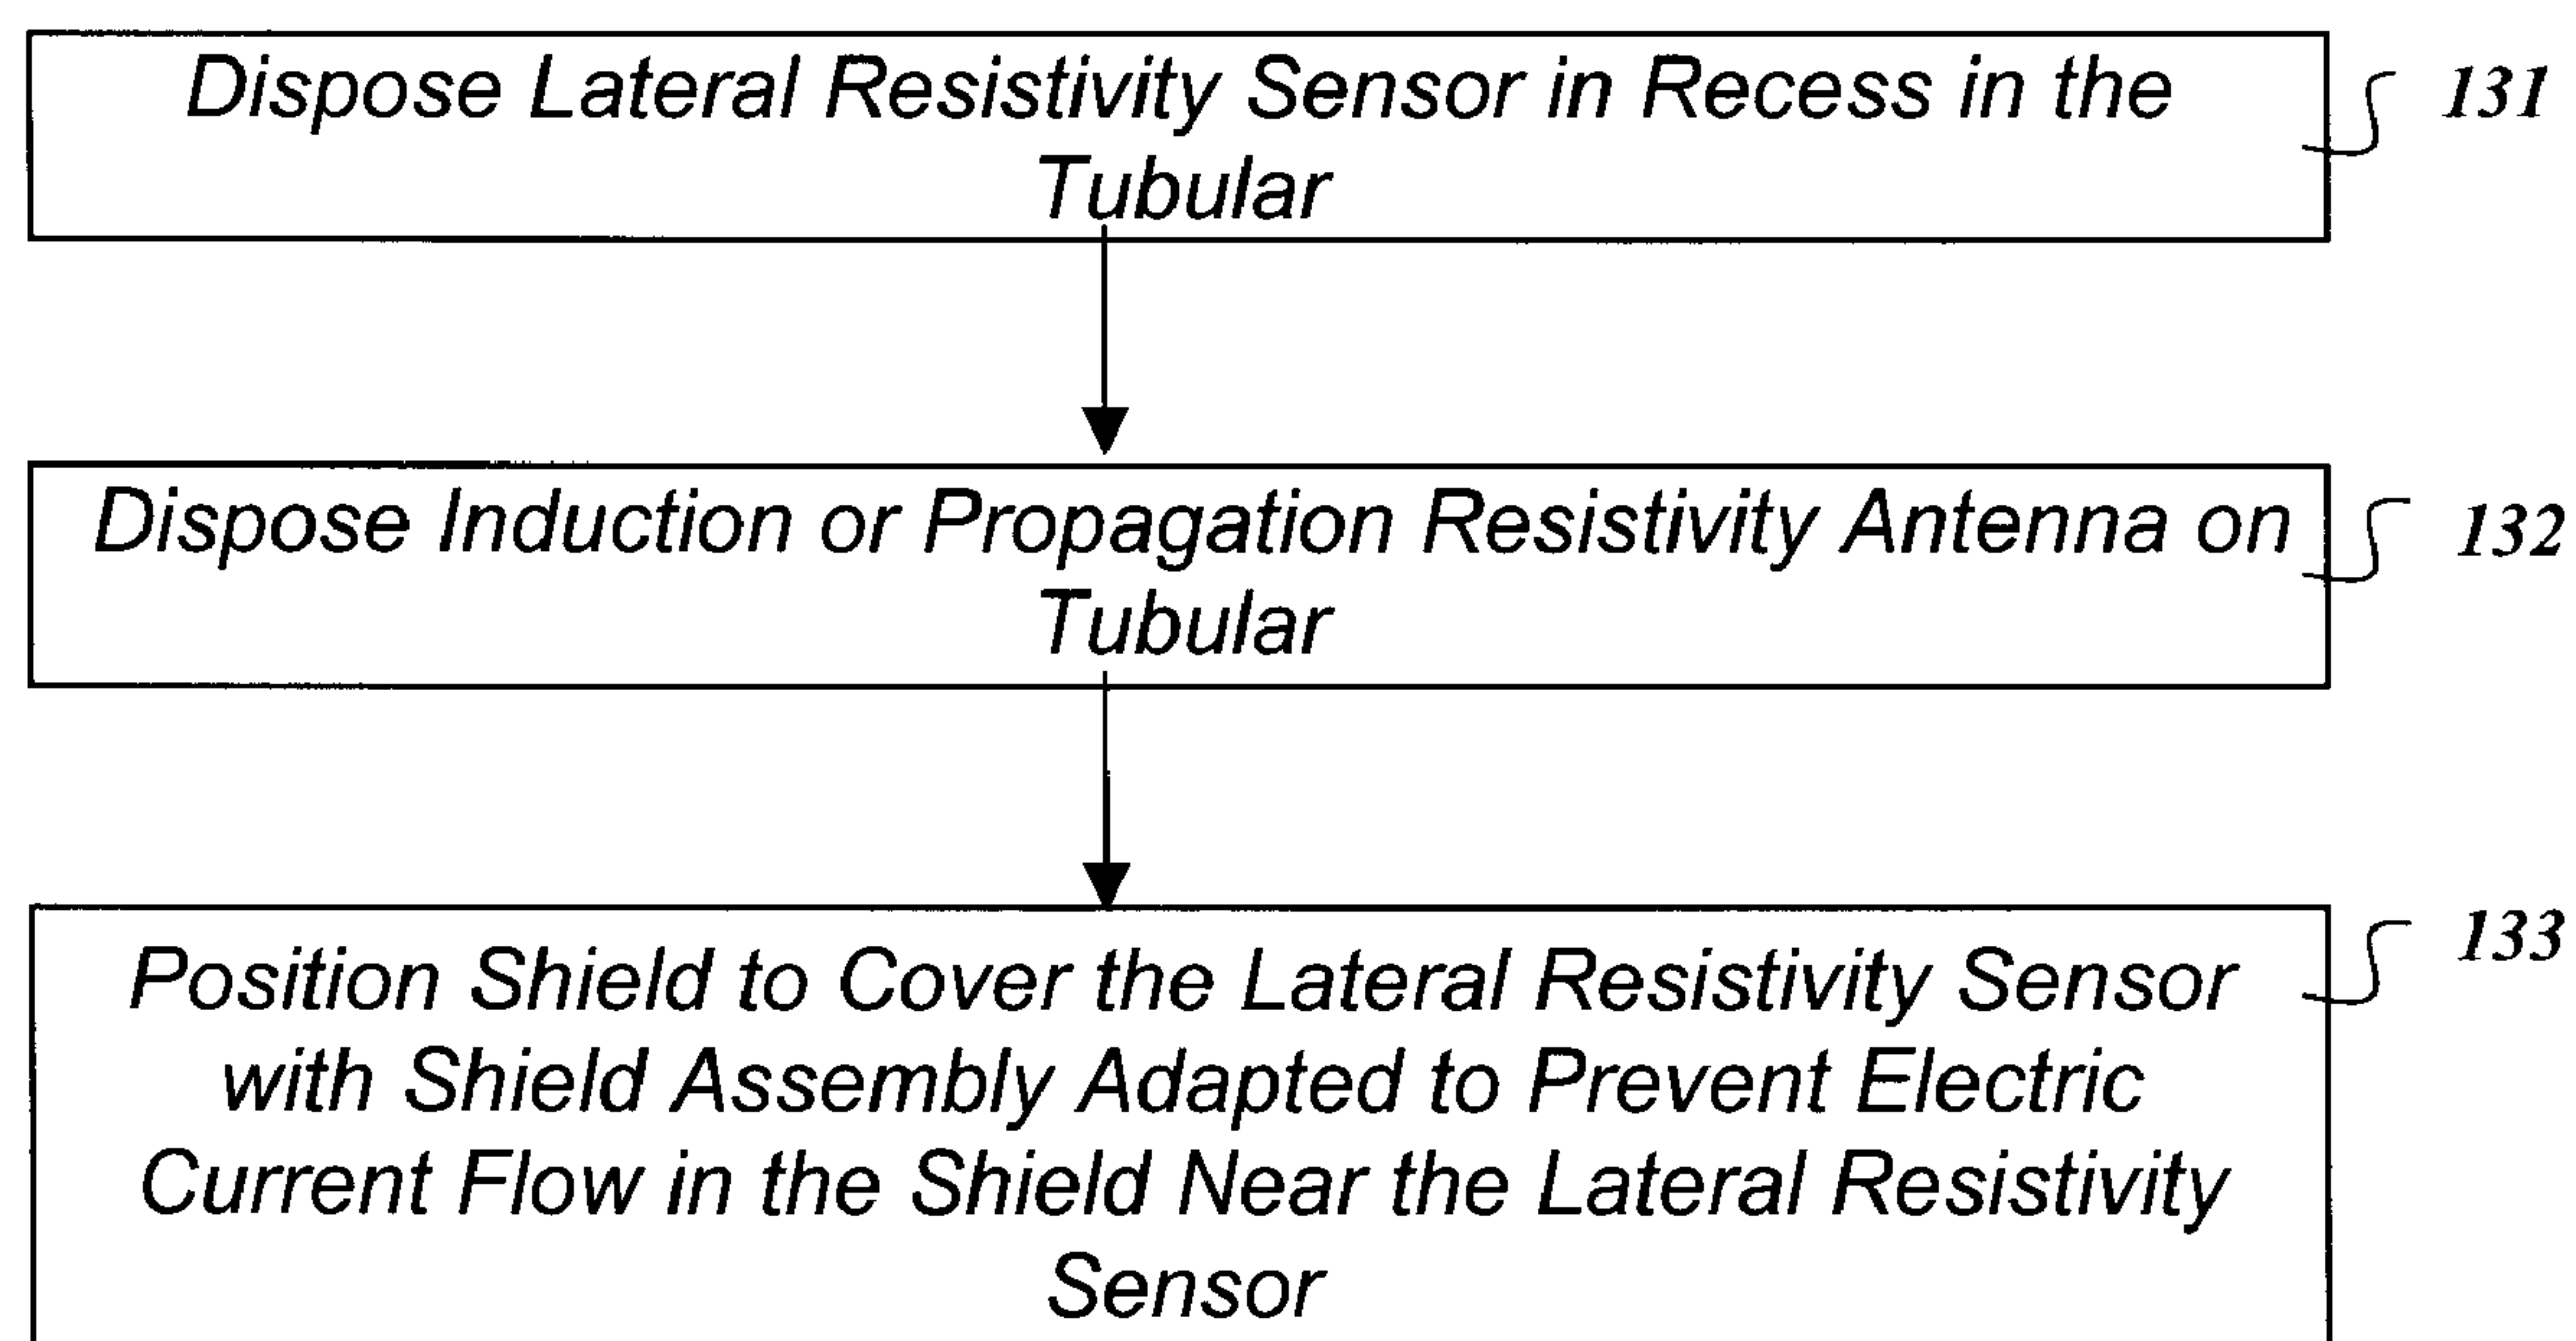 Dispose Lateral Resistivity Sensor in Recess in the
Tubular
131
Dispose Induction or Propagation Resistivity Antenna on
Tubular
132
Position Shield to Cover the Lateral Resistivity Sensor
with Shield Assembly Adapted to Prevent Electric
Current Flow in the Shield Near the Lateral Resistivity
Sensor
133